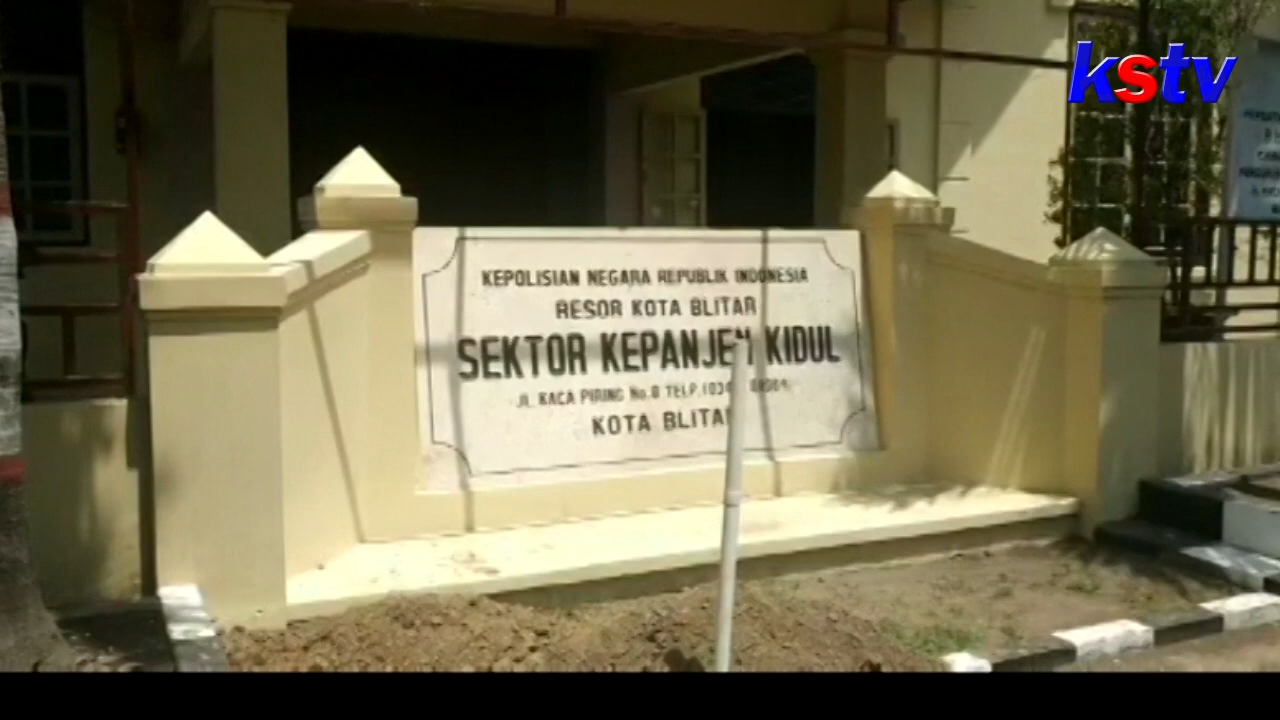 kstv
KEPOLISIAN NEGARA REPUBLIK INDONESIA
RESOR KOTA BLITAR
SEKTOR KEPANJEN KIDUL
JL. KACA PIRING No.8 TELP.
KOTA BLITAR